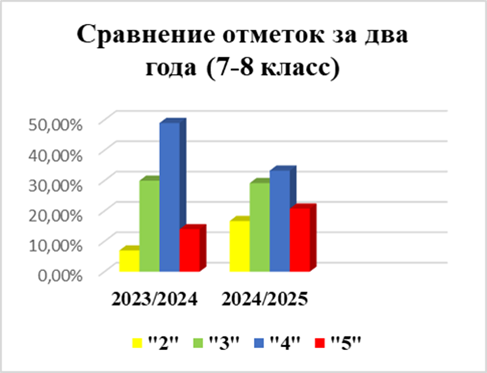 Сравнение отметок за два
года (7-8 класс)
50,00%
40,00%
30,00%
20,00%
10,00%
0,00%
2023/2024 2024/2025
"2" "3" "4" "5"